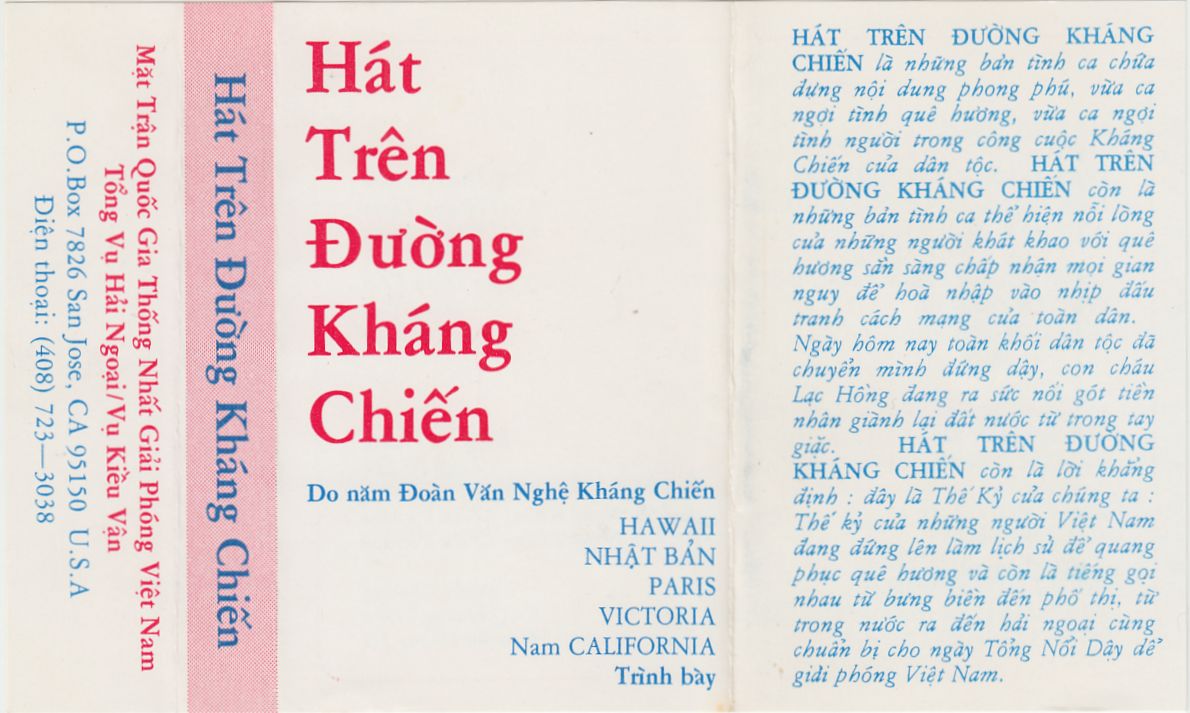 Mặt Trận Quốc Gia Thống Nhất Giải Phóng Việt Nam
Tổng Vụ Hải Ngoại/Vụ Kiều Vận
P.O.Box 7826 San Jose, CA 95150 U.S.A
Điện thoại: (408) 723—3038
Hát Trên Đường Kháng Chiến
Hát
Trên
Đường
Kháng
Chiến
Do năm Đoàn Văn Nghệ Kháng Chiến
HAWAII
NHẬT BẢN
PARIS
VICTORIA
Nam CALIFORNIA
Trình bày
HÁT TRÊN ĐƯỜNG KHÁNG
CHIẾN là những bản tình ca chứa
đựng nội dung phong phú, vừa ca
ngợi tình quê hương, vừa ca ngợi
tình người trong công cuộc Kháng
Chiến của dân tộc. HÁT TRÊN
ĐƯỜNG KHÁNG CHIẾN còn là
những bản tình ca thể hiện nỗi lòng
của những người khát khao với quê
hương sẵn sàng chấp nhận mọi gian
nguy để hoà nhập vào nhịp đấu
tranh cách mạng của toàn dân.
Ngày hôm nay toàn khối dân tộc đã
chuyển mình đứng dậy, con cháu
Lạc Hồng đang ra sức nối gót tiền
nhân giành lại đất nước từ trong tay
giặc. HÁT TRÊN ĐƯỜNG
KHÁNG CHIẾN còn là lời khẳng
định : đây là Thế Kỷ của chúng ta :
Thế kỷ của những người Việt Nam
đang đứng lên làm lịch sử để quang
phục quê hương và còn là tiếng gọi
nhau từ bưng biền đến phố thị, từ
trong nước ra đến hải ngoại cùng
chuẩn bị cho ngày Tổng Nổi Dậy để
giải phóng Việt Nam.